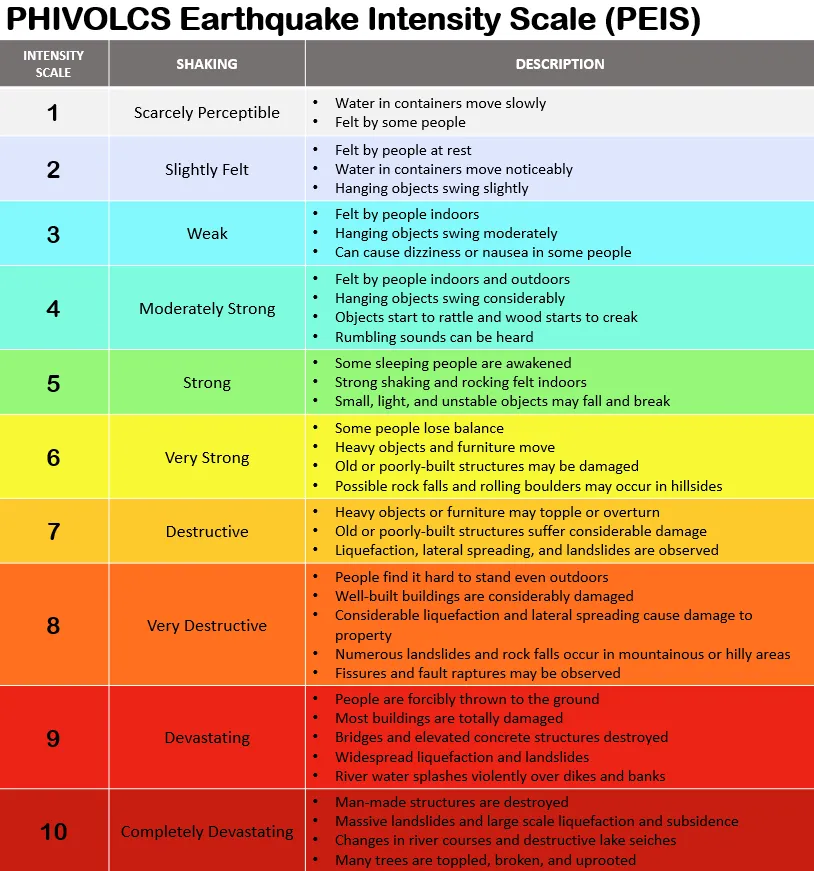 PHIVOLCS Earthquake Intensity Scale (PEIS)
INTENSITY SCALE
SHAKING
DESCRIPTION
1
Scarcely Perceptible
• Water in containers move slowly
• Felt by some people
2
Slightly Felt
• Felt by people at rest
• Water in containers move noticeably
• Hanging objects swing slightly
3
Weak
• Felt by people indoors
• Hanging objects swing moderately
• Can cause dizziness or nausea in some people
4
Moderately Strong
• Felt by people indoors and outdoors
• Hanging objects swing considerably
• Objects start to rattle and wood starts to creak
• Rumbling sounds can be heard
5
Strong
• Some sleeping people are awakened
• Strong shaking and rocking felt indoors
• Small, light, and unstable objects may fall and break
6
Very Strong
• Some people lose balance
• Heavy objects and furniture move
• Old or poorly-built structures may be damaged
• Possible rock falls and rolling boulders may occur in hillsides
7
Destructive
• Heavy objects or furniture may topple or overturn
• Old or poorly-built structures suffer considerable damage
• Liquefaction, lateral spreading, and landslides are observed
8
Very Destructive
• People find it hard to stand even outdoors
• Well-built buildings are considerably damaged
• Considerable liquefaction and lateral spreading cause damage to
property
• Numerous landslides and rock falls occur in mountainous or hilly areas
• Fissures and fault raptures may be observed
9
Devastating
• People are forcibly thrown to the ground
• Most buildings are totally damaged
• Bridges and elevated concrete structures destroyed
• Widespread liquefaction and landslides
• River water splashes violently over dikes and banks
10
Completely Devastating
• Man-made structures are destroyed
• Massive landslides and large scale liquefaction and subsidence
• Changes in river courses and destructive lake seiches
• Many trees are toppled, broken, and uprooted